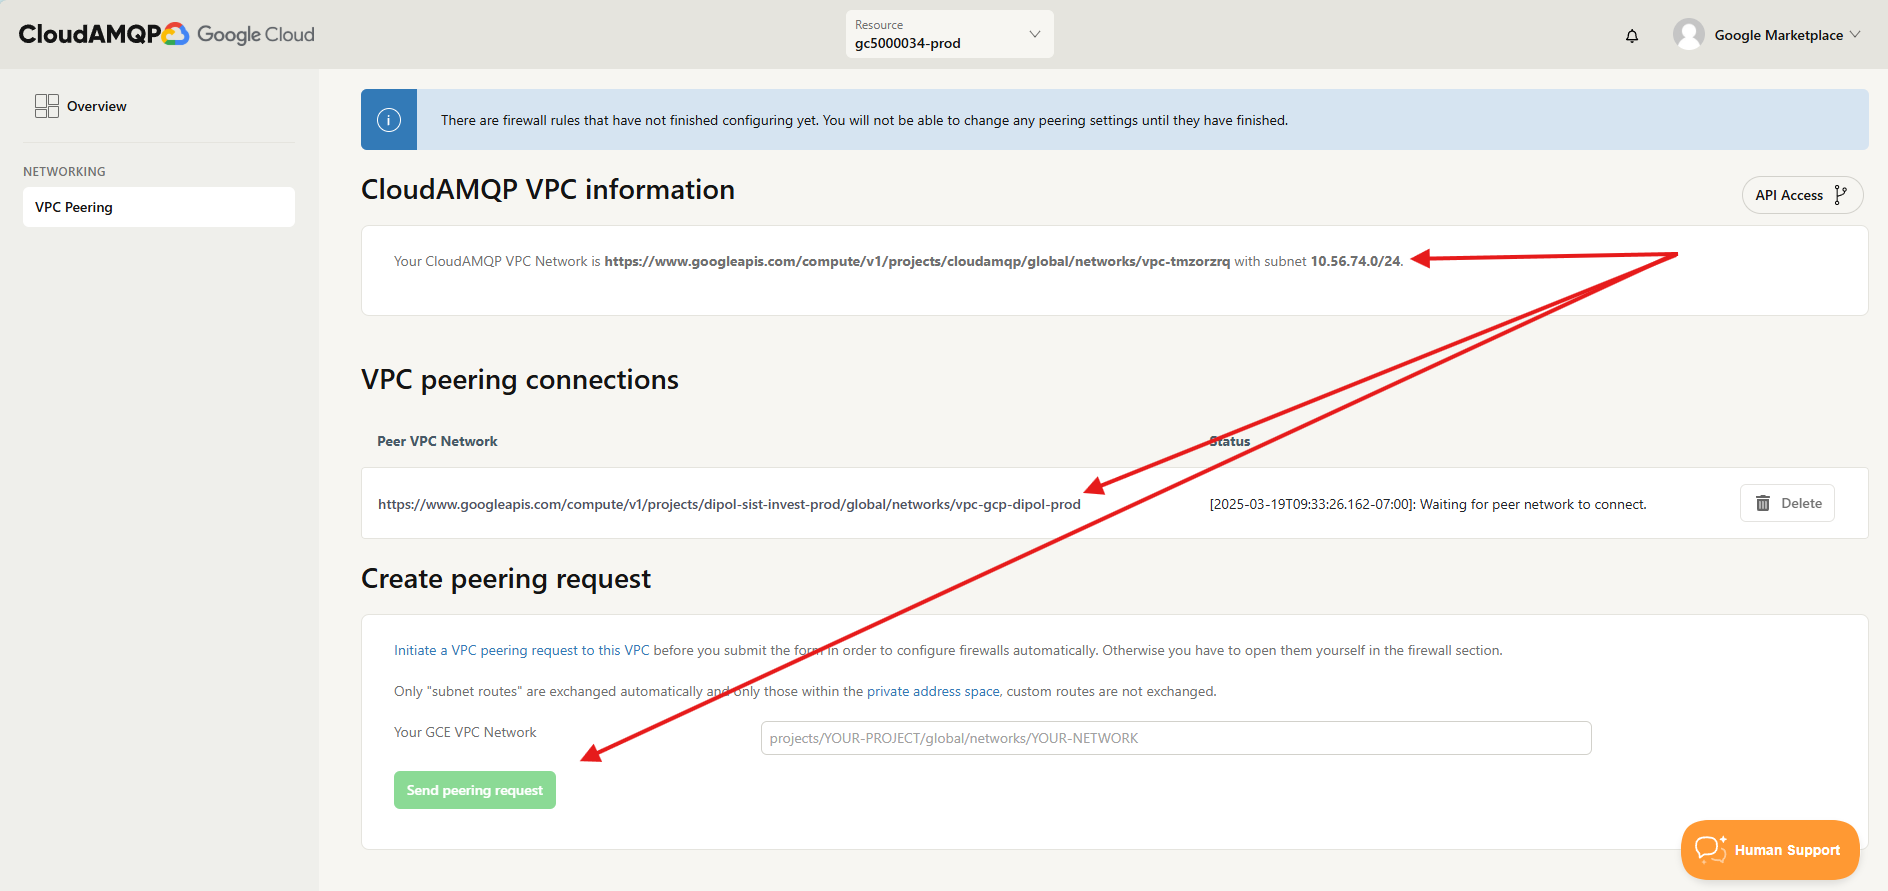 CloudAMQP Google Cloud
Resource
gc5000034-prod
Google Marketplace
Overview
NETWORKING
VPC Peering
There are firewall rules that have not finished configuring yet. You will not be able to change any peering settings until they have finished.
CloudAMQP VPC information
API Access
Your CloudAMQP VPC Network is https://www.googleapis.com/compute/v1/projects/cloudamqp/global/networks/vpc-tmzorzrq with subnet 10.56.74.0/24.
VPC peering connections
Peer VPC Network Status
https://www.googleapis.com/compute/v1/projects/dipol-sist-invest-prod/global/networks/vpc-gcp-dipol-prod [2025-03-19T09:33:26.162-07:00]: Waiting for peer network to connect. Delete
Create peering request
Initiate a VPC peering request to this VPC before you submit the form in order to configure firewalls automatically. Otherwise you have to open them yourself in the firewall section.
Only "subnet routes" are exchanged automatically and only those within the private address space, custom routes are not exchanged.
Your GCE VPC Network projects/YOUR-PROJECT/global/networks/YOUR-NETWORK
Send peering request
Human Support